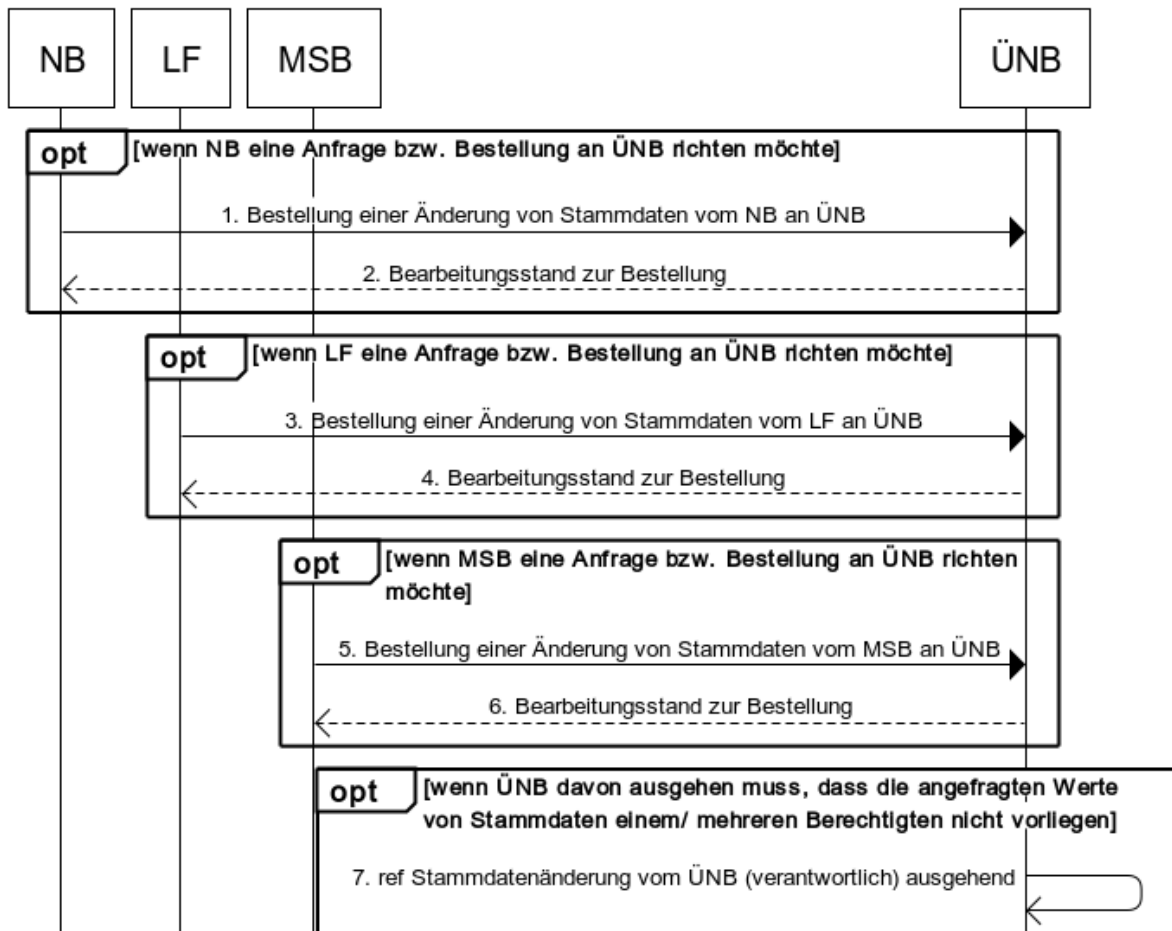 NB
LF
MSB
ÜNB
opt
[wenn NB eine Anfrage bzw. Bestellung an ÜNB richten möchte]
1. Bestellung einer Änderung von Stammdaten vom NB an ÜNB
2. Bearbeitungsstand zur Bestellung
opt
[wenn LF eine Anfrage bzw. Bestellung an ÜNB richten möchte]
3. Bestellung einer Änderung von Stammdaten vom LF an ÜNB
4. Bearbeitungsstand zur Bestellung
opt
[wenn MSB eine Anfrage bzw. Bestellung an ÜNB richten
möchte]
5. Bestellung einer Änderung von Stammdaten vom MSB an ÜNB
6. Bearbeitungsstand zur Bestellung
opt
[wenn ÜNB davon ausgehen muss, dass die angefragten Werte
von Stammdaten einem/ mehreren Berechtigten nicht vorliegen]
7. ref Stammdatenänderung vom ÜNB (verantwortlich) ausgehend